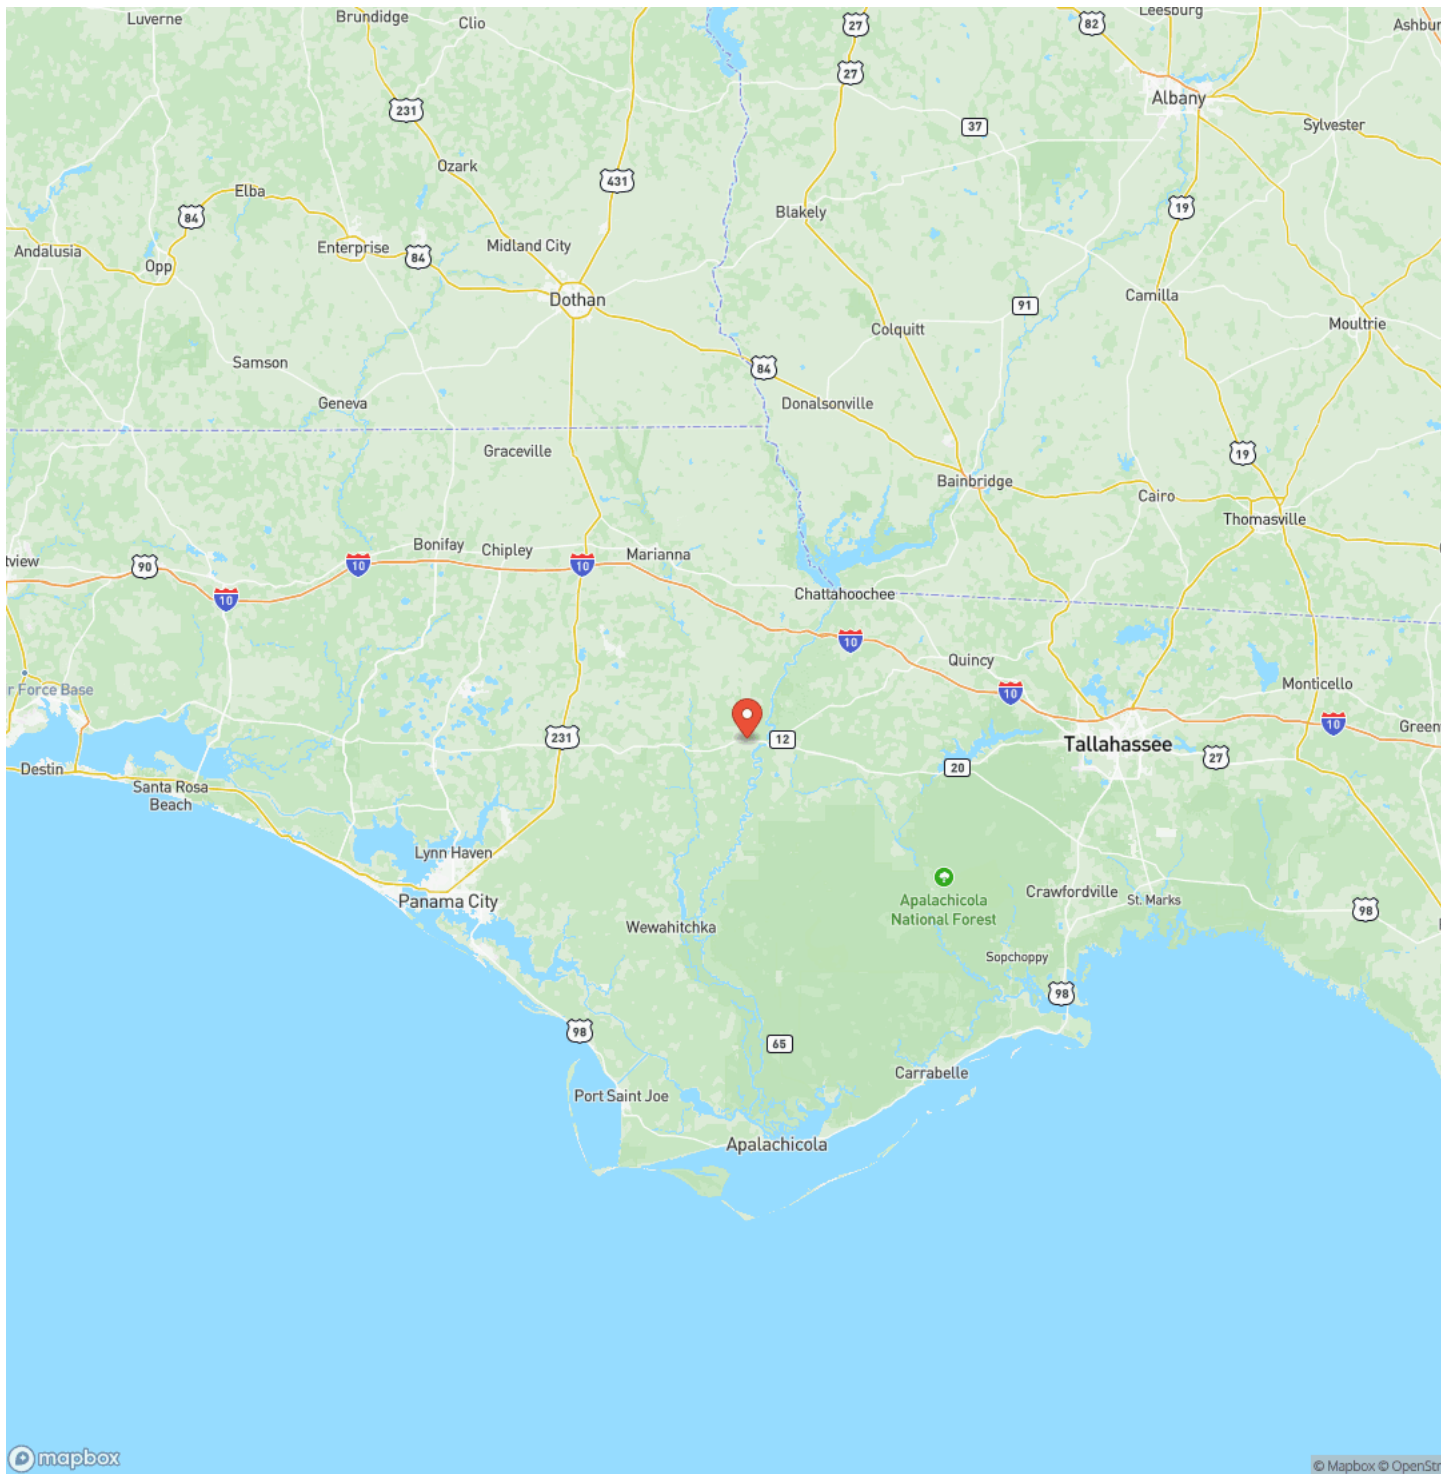 Luverne
Brundidge
Clio
27
82
Leesburg
Ashbur
27
231
Albany
37
Sylvester
Ozark
431
Elba
84
Blakely
19
Enterprise
Midland City
Andalusia
84
Opp
Dothan
Camilla
91
Moultrie
Colquitt
Samson
84
Geneva
Donalsonville
Graceville
19
Bainbridge
Cairo
Thomasville
Bonifay
Chipley
Marianna
tview
90
10
10
10
Chattahoochee
10
Quincy
Monticello
r Force Base
10
10
Greenv
231
12
Tallahassee
27
Destin
20
Santa Rosa
Beach
Lynn Haven
Apalachicola
National Forest
Crawfordville
St. Marks
Panama City
98
Wewahitchka
Sopchoppy
98
98
65
Carrabelle
Port Saint Joe
Apalachicola
mapbox
© Mapbox © OpenStr